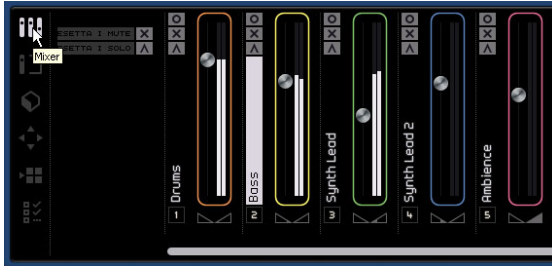 ESETTA I MUTE X
ESETTA I SOLO Λ
Mixer
Drums
1
Bass
2
Synth Lead
3
Synth Lead 2
4
Ambience
5